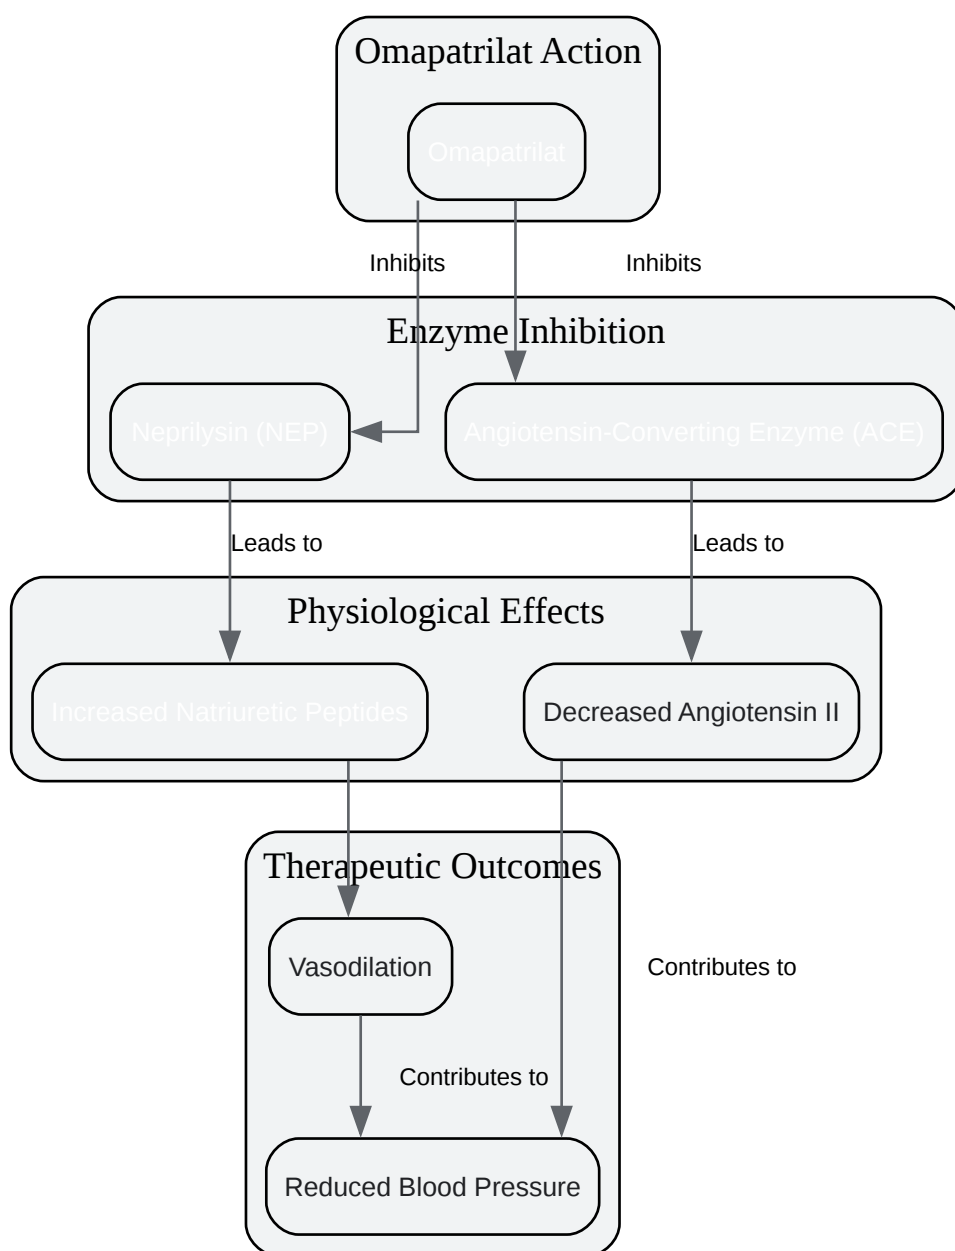 Omapatrilat Action
Omapatrilat
Inhibits
Inhibits
Enzyme Inhibition
Neprilysin (NEP)
Angiotensin-Converting Enzyme (ACE)
Leads to
Leads to
Physiological Effects
Increased Natriuretic Peptides
Decreased Angiotensin II
Therapeutic Outcomes
Vasodilation
Contributes to
Contributes to
Reduced Blood Pressure